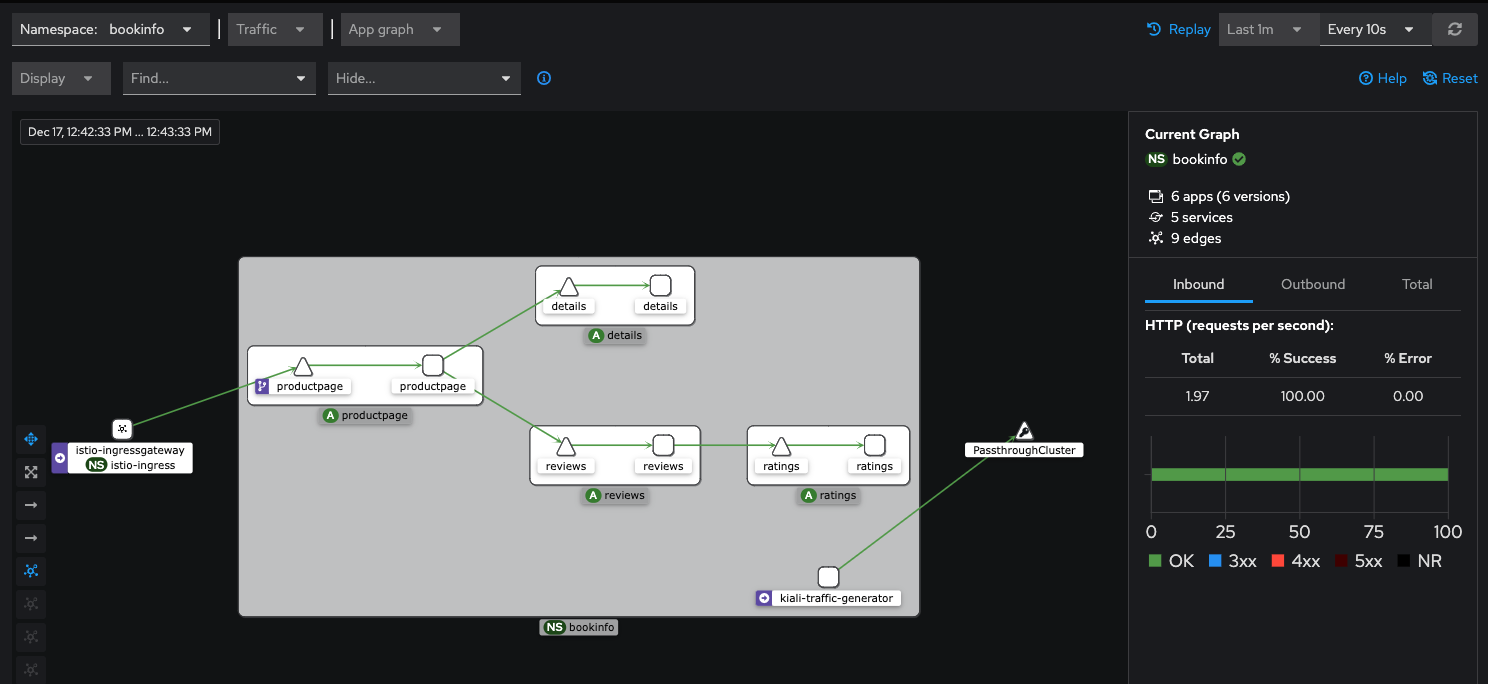 Namespace: bookinfo
Traffic
App graph
Replay
Last 1m
Every 10s
Display
Find...
Hide...
Help
Reset
Dec 17, 12:42:33 PM ... 12:43:33 PM
details
details
A details
productpage
productpage
A productpage
istio-ingressgateway
NS istio-ingress
reviews
reviews
A reviews
ratings
ratings
A ratings
PassthroughCluster
kiali-traffic-generator
NS bookinfo
Current Graph
NS bookinfo
6 apps (6 versions)
5 services
9 edges
Inbound Outbound Total
HTTP (requests per second):
Total % Success % Error
1.97 100.00 0.00
0 25 50 75 100
OK 3xx 4xx 5xx NR